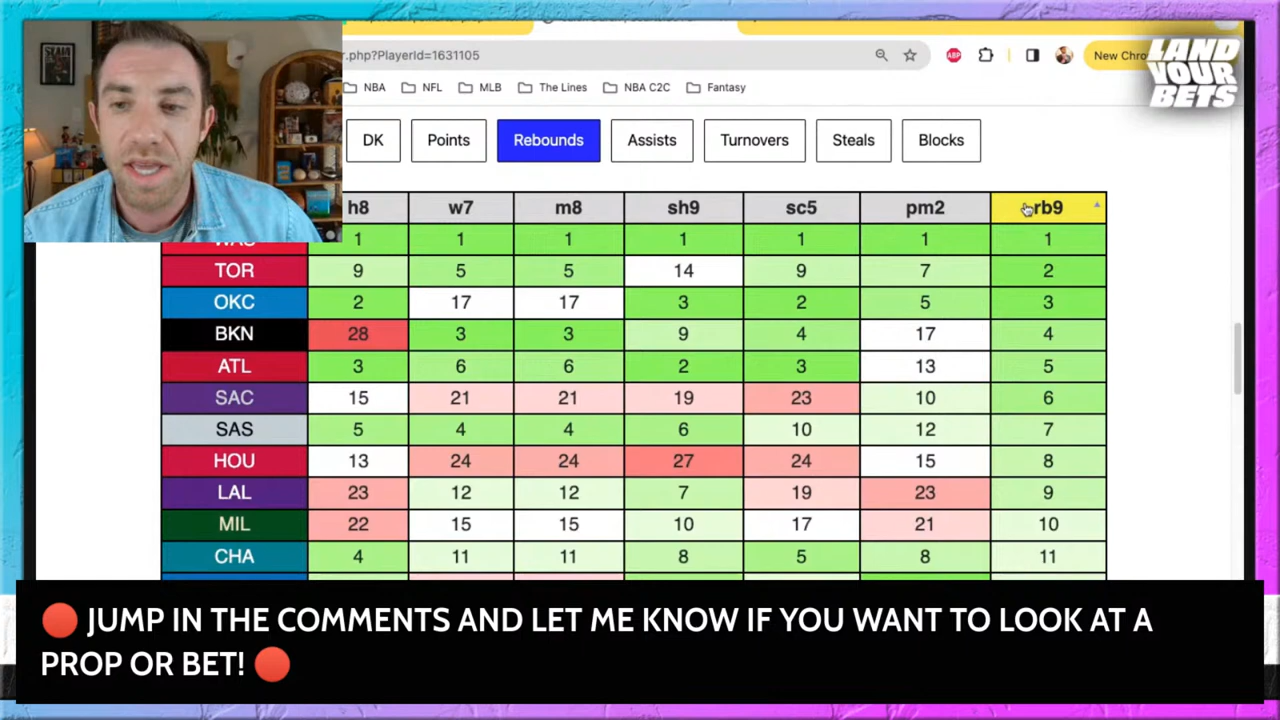 SLAM
r.php?PlayerId=1631105
ABP
New Chro
LAND
YOUR
BETS
NBA
NFL
MLB
The Lines
NBA C2C
Fantasy
DK
Points
Rebounds
Assists
Turnovers
Steals
Blocks
h8 w7 m8 sh9 sc5 pm2 rb9
WAS 1 1 1 1 1 1 1
TOR 9 5 5 14 9 7 2
OKC 2 17 17 3 2 5 3
BKN 28 3 3 9 4 17 4
ATL 3 6 6 2 3 13 5
SAC 15 21 21 19 23 10 6
SAS 5 4 4 6 10 12 7
HOU 13 24 24 27 24 15 8
LAL 23 12 12 7 19 23 9
MIL 22 15 15 10 17 21 10
CHA 4 11 11 8 5 8 11
🔴 JUMP IN THE COMMENTS AND LET ME KNOW IF YOU WANT TO LOOK AT A
PROP OR BET! 🔴